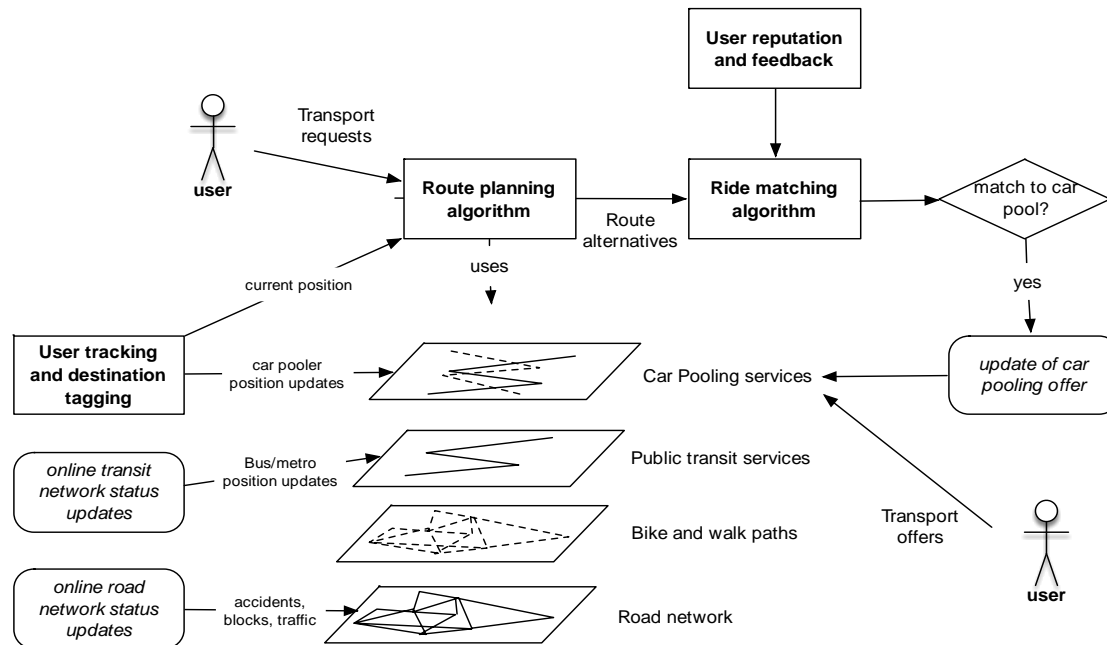 User reputation
and feedback
Transport
requests
user
Route planning
algorithm
Route
alternatives
Ride matching
algorithm
match to car
pool?
uses
yes
current position
User tracking
and destination
tagging
car pooler
position updates
Car Pooling services
update of car
pooling offer
online transit
network status
updates
Bus/metro
position updates
Public transit services
Bike and walk paths
Transport
offers
user
online road
network status
updates
accidents,
blocks, traffic
Road network